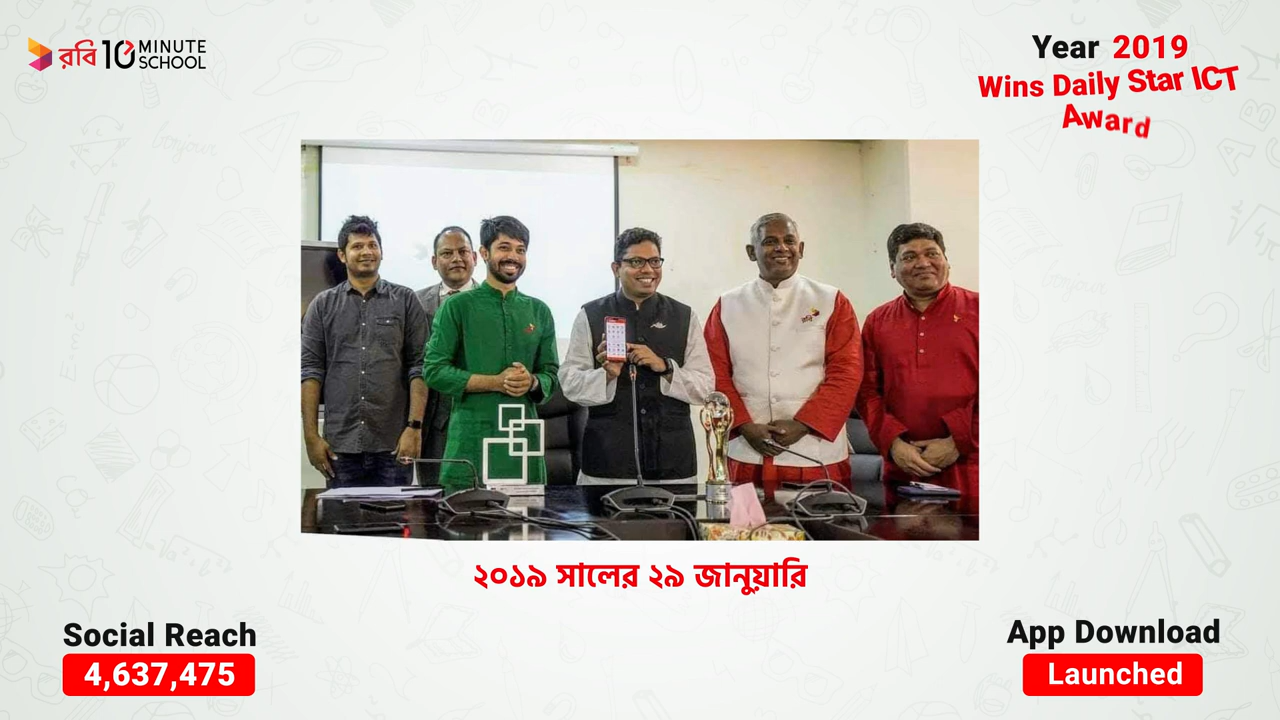 রবি 10 MINUTE SCHOOL
Year 2019
Wins Daily Star ICT
Award
২০১৯ সালের ২৯ জানুয়ারি
Social Reach
4,637,475
App Download
Launched